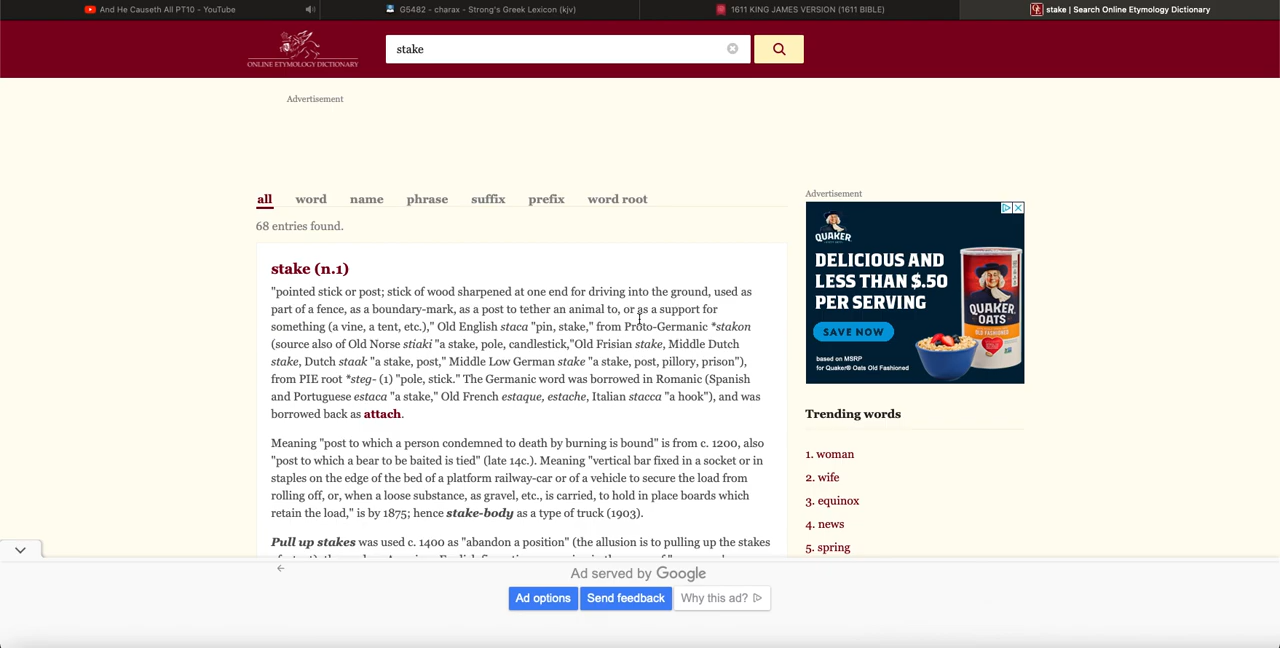 And He Causeth All PT10 - YouTube
G5482 - charax - Strong's Greek Lexicon (kjv)
1611 KING JAMES VERSION (1611 BIBLE)
stake | Search Online Etymology Dictionary
ONLINE ETYMOLOGY DICTIONARY
stake
Advertisement
all word name phrase suffix prefix word root
68 entries found.
stake (n.1)
"pointed stick or post; stick of wood sharpened at one end for driving into the ground, used as
part of a fence, as a boundary-mark, as a post to tether an animal to, or as a support for
something (a vine, a tent, etc.)," Old English staca "pin, stake," from Proto-Germanic *stakon
(source also of Old Norse stiaki "a stake, pole, candlestick,"Old Frisian stake, Middle Dutch
stake, Dutch staak "a stake, post," Middle Low German stake "a stake, post, pillory, prison"),
from PIE root *steg- (1) "pole, stick." The Germanic word was borrowed in Romanic (Spanish
and Portuguese estaca "a stake," Old French estaque, estache, Italian stacca "a hook"), and was
borrowed back as attach.
Meaning "post to which a person condemned to death by burning is bound" is from c. 1200, also
"post to which a bear to be baited is tied" (late 14c.). Meaning "vertical bar fixed in a socket or in
staples on the edge of the bed of a platform railway-car or of a vehicle to secure the load from
rolling off, or, when a loose substance, as gravel, etc., is carried, to hold in place boards which
retain the load," is by 1875; hence stake-body as a type of truck (1903).
Pull up stakes was used c. 1400 as "abandon a position" (the allusion is to pulling up the stakes
Advertisement
QUAKER
DELICIOUS AND
LESS THAN $.50
PER SERVING
SAVE NOW
based on MSRP
for Quaker® Oats Old Fashioned
QUAKER
OATS
OLD FASHIONED
Trending words
1. woman
2. wife
3. equinox
4. news
5. spring
Ad served by Google
Ad options
Send feedback
Why this ad?